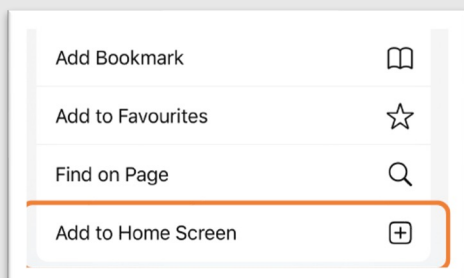 Add Bookmark
Add to Favourites
Find on Page
Add to Home Screen